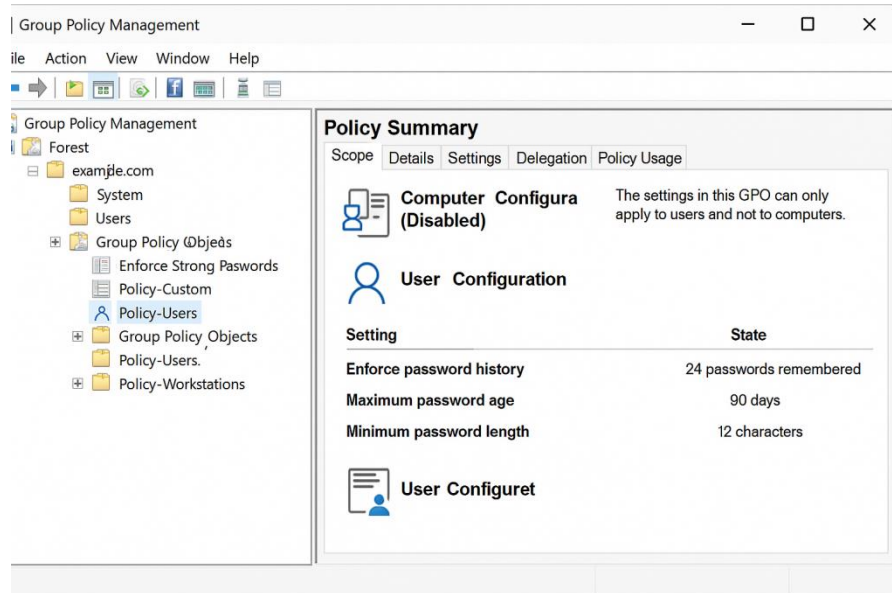 Group Policy Management
ile Action View Window Help
Group Policy Management
Forest
System
Users
Group Policy
Enforce Strong Paswords
Policy-Custom
Policy-Users
Group Policy Objects
Policy-Users.
Policy-Workstations
Policy Summary
Scope Details Settings Delegation Policy Usage
Computer Configura
(Disabled)
The settings in this GPO can only
apply to users and not to computers.
User Configuration
Setting State
Enforce password history 24 passwords remembered
Maximum password age 90 days
Minimum password length 12 characters
User Configuret